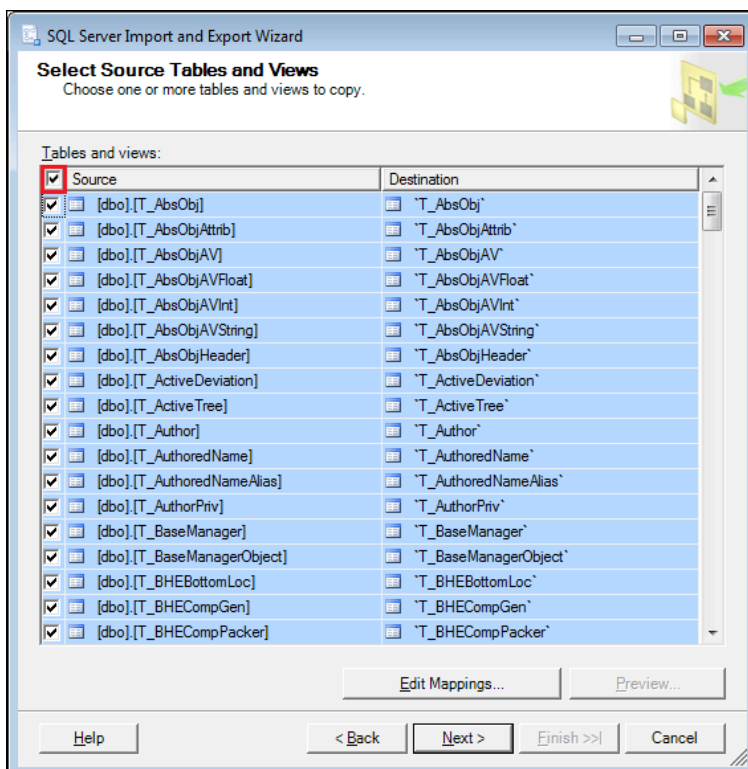 SQL Server Import and Export Wizard
Select Source Tables and Views
Choose one or more tables and views to copy.
Tables and views:
Source Destination
[dbo].[T_AbsObj] `T_AbsObj`
[dbo].[T_AbsObjAttrib] `T_AbsObjAttrib`
[dbo].[T_AbsObjAV] `T_AbsObjAV`
[dbo].[T_AbsObjAVFloat] `T_AbsObjAVFloat`
[dbo].[T_AbsObjAVInt] `T_AbsObjAVInt`
[dbo].[T_AbsObjAVString] `T_AbsObjAVString`
[dbo].[T_AbsObjHeader] `T_AbsObjHeader`
[dbo].[T_ActiveDeviation] `T_ActiveDeviation`
[dbo].[T_ActiveTree] `T_ActiveTree`
[dbo].[T_Author] `T_Author`
[dbo].[T_AuthoredName] `T_AuthoredName`
[dbo].[T_AuthoredNameAlias] `T_AuthoredNameAlias`
[dbo].[T_AuthorPriv] `T_AuthorPriv`
[dbo].[T_BaseManager] `T_BaseManager`
[dbo].[T_BaseManagerObject] `T_BaseManagerObject`
[dbo].[T_BHEBottomLoc] `T_BHEBottomLoc`
[dbo].[T_BHECompGen] `T_BHECompGen`
[dbo].[T_BHECompPacker] `T_BHECompPacker`
Edit Mappings... Preview...
Help < Back Next > Finish >>| Cancel